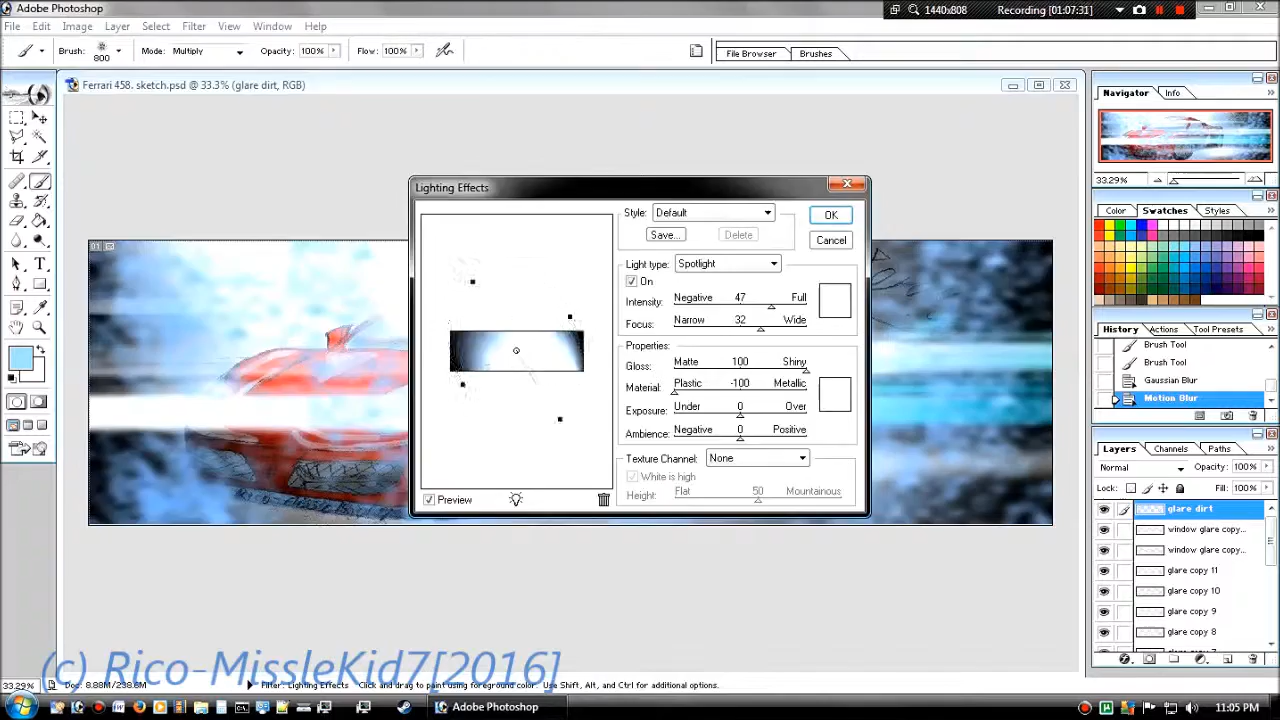 Adobe Photoshop
1440x808 Recording [01:07:31]
File Edit Image Layer Select Filter View Window Help
Brush: 800 Mode: Multiply Opacity: 100% Flow: 100% File Browser Brushes
Ferrari 458. sketch.psd @ 33.3% (glare dirt, RGB)
Navigator Info
33.29%
Color Swatches Styles
History Actions Tool Presets
Brush Tool
Brush Tool
Gaussian Blur
Motion Blur
Layers Channels Paths
Normal Opacity: 100%
Lock: Fill: 100%
glare dirt
window glare copy...
window glare copy...
glare copy 11
glare copy 10
glare copy 9
glare copy 8
01
Lighting Effects
Style: Default OK
Save... Delete Cancel
Light type: Spotlight
On
Intensity: Negative 47 Full
Focus: Narrow 32 Wide
Properties:
Gloss: Matte 100 Shiny
Material: Plastic -100 Metallic
Exposure: Under 0 Over
Ambience: Negative 0 Positive
Texture Channel: None
White is high
Height: Flat 50 Mountainous
Preview
(c) Rico-MissleKid7 [2016]
33.29% Doc: 8.88M/298.6M Filter: Lighting Effects Click and drag to paint using foreground color. Use Shift, Alt, and Ctrl for additional options.
Adobe Photoshop 11:05 PM